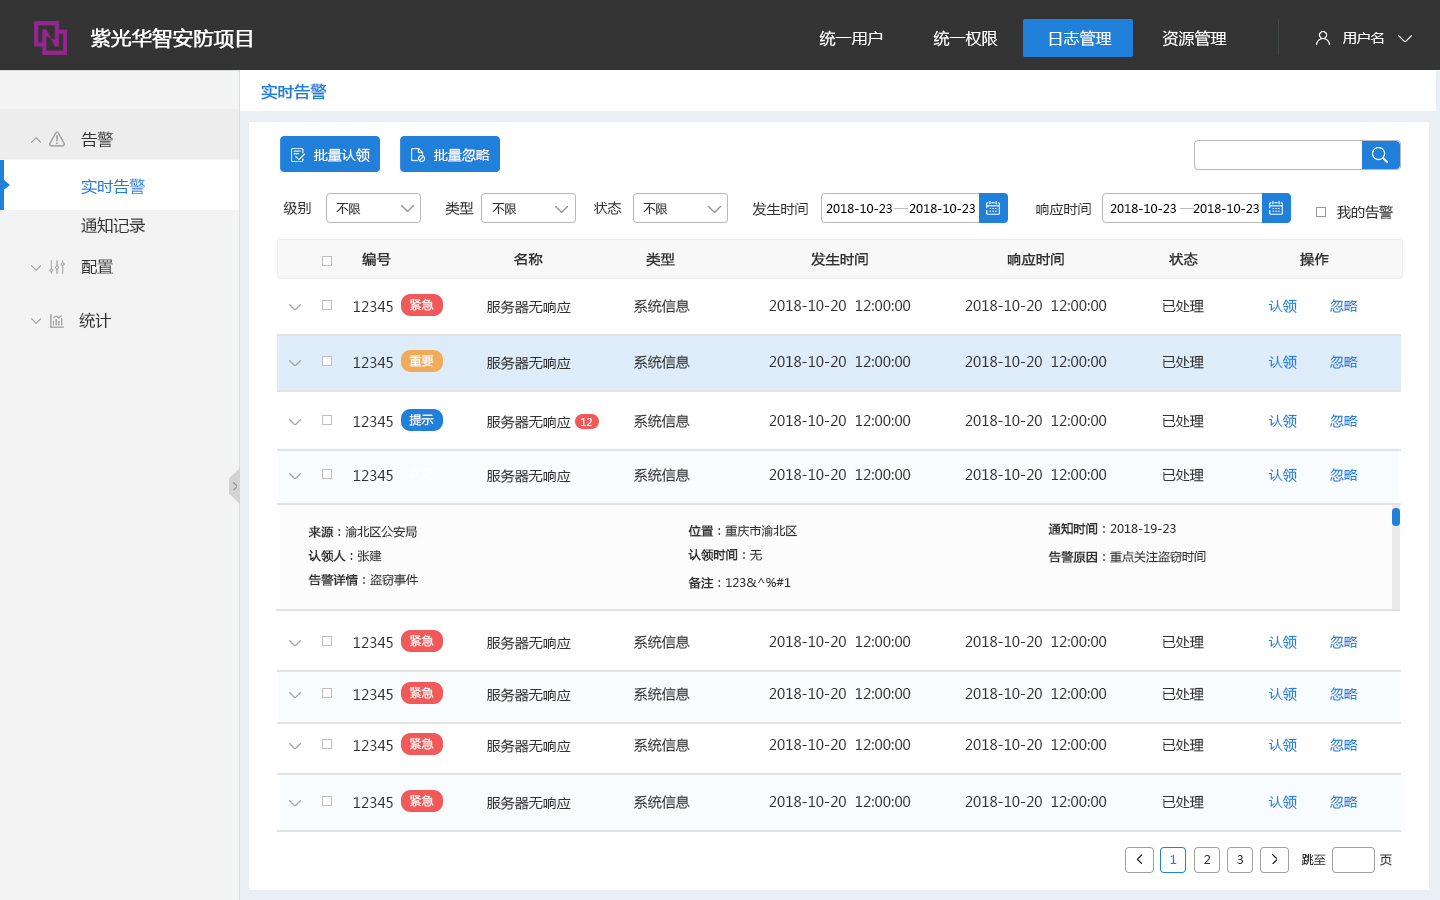 紫光华智安防项目 统一用户 统一权限 日志管理 资源管理 用户名
实时告警
告警
实时告警
通知记录
配置
统计
批量认领 批量忽略
级别 不限 类型 不限 状态 不限 发生时间 2018-10-23—2018-10-23 响应时间 2018-10-23—2018-10-23 我的告警
编号 名称 类型 发生时间 响应时间 状态 操作
12345 紧急 服务器无响应 系统信息 2018-10-20 12:00:00 2018-10-20 12:00:00 已处理 认领 忽略
12345 重要 服务器无响应 系统信息 2018-10-20 12:00:00 2018-10-20 12:00:00 已处理 认领 忽略
12345 提示 服务器无响应 12 系统信息 2018-10-20 12:00:00 2018-10-20 12:00:00 已处理 认领 忽略
12345 服务器无响应 系统信息 2018-10-20 12:00:00 2018-10-20 12:00:00 已处理 认领 忽略
来源：渝北区公安局 位置：重庆市渝北区 通知时间：2018-19-23
认领人：张建 认领时间：无 告警原因：重点关注盗窃时间
告警详情：盗窃事件 备注：123&^%#1
12345 紧急 服务器无响应 系统信息 2018-10-20 12:00:00 2018-10-20 12:00:00 已处理 认领 忽略
12345 紧急 服务器无响应 系统信息 2018-10-20 12:00:00 2018-10-20 12:00:00 已处理 认领 忽略
12345 紧急 服务器无响应 系统信息 2018-10-20 12:00:00 2018-10-20 12:00:00 已处理 认领 忽略
12345 紧急 服务器无响应 系统信息 2018-10-20 12:00:00 2018-10-20 12:00:00 已处理 认领 忽略
1 2 3 跳至 页